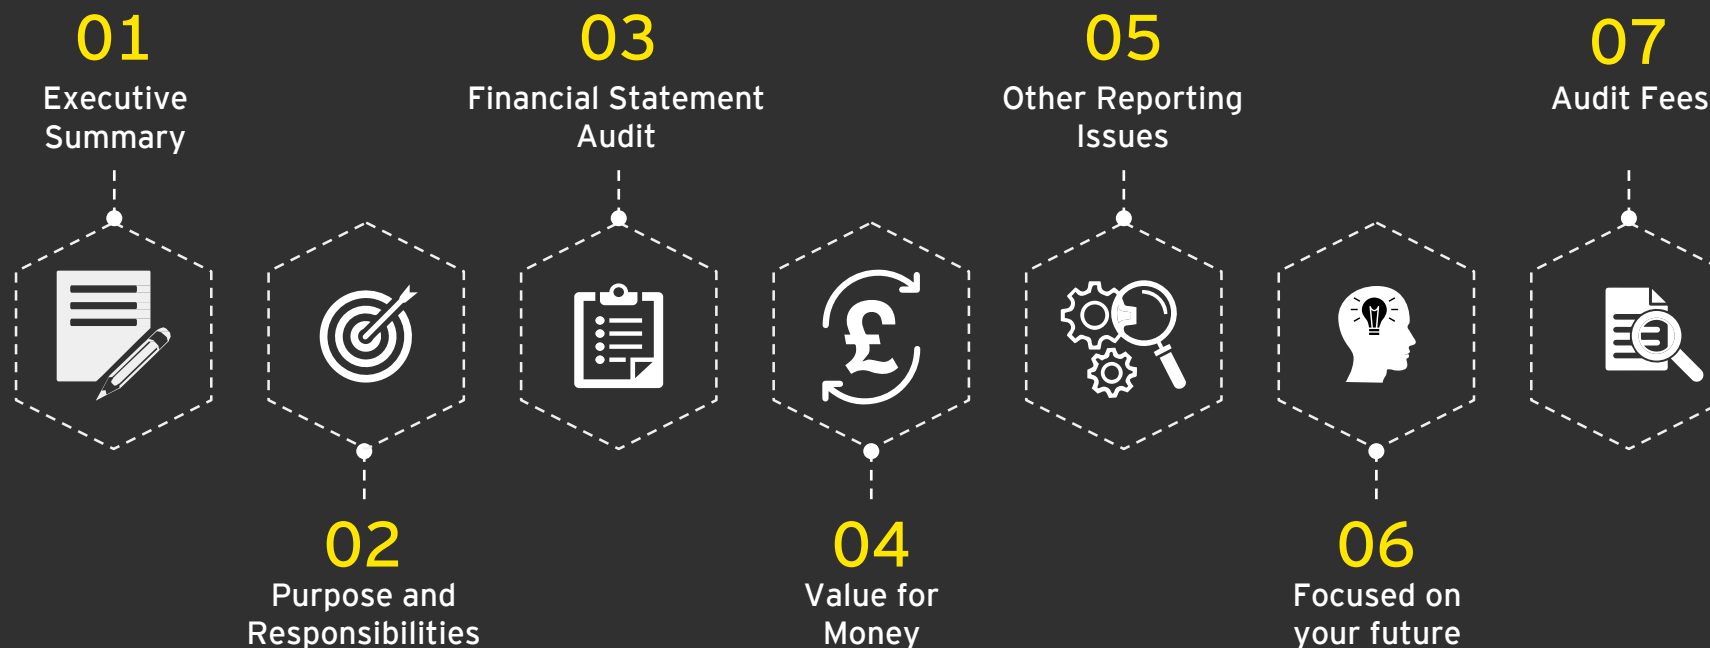 01
Executive
Summary
02
Purpose and
Responsibilities
03
Financial Statement
Audit
04
Value for
Money
05
Other Reporting
Issues
06
Focused on
your future
07
Audit Fees